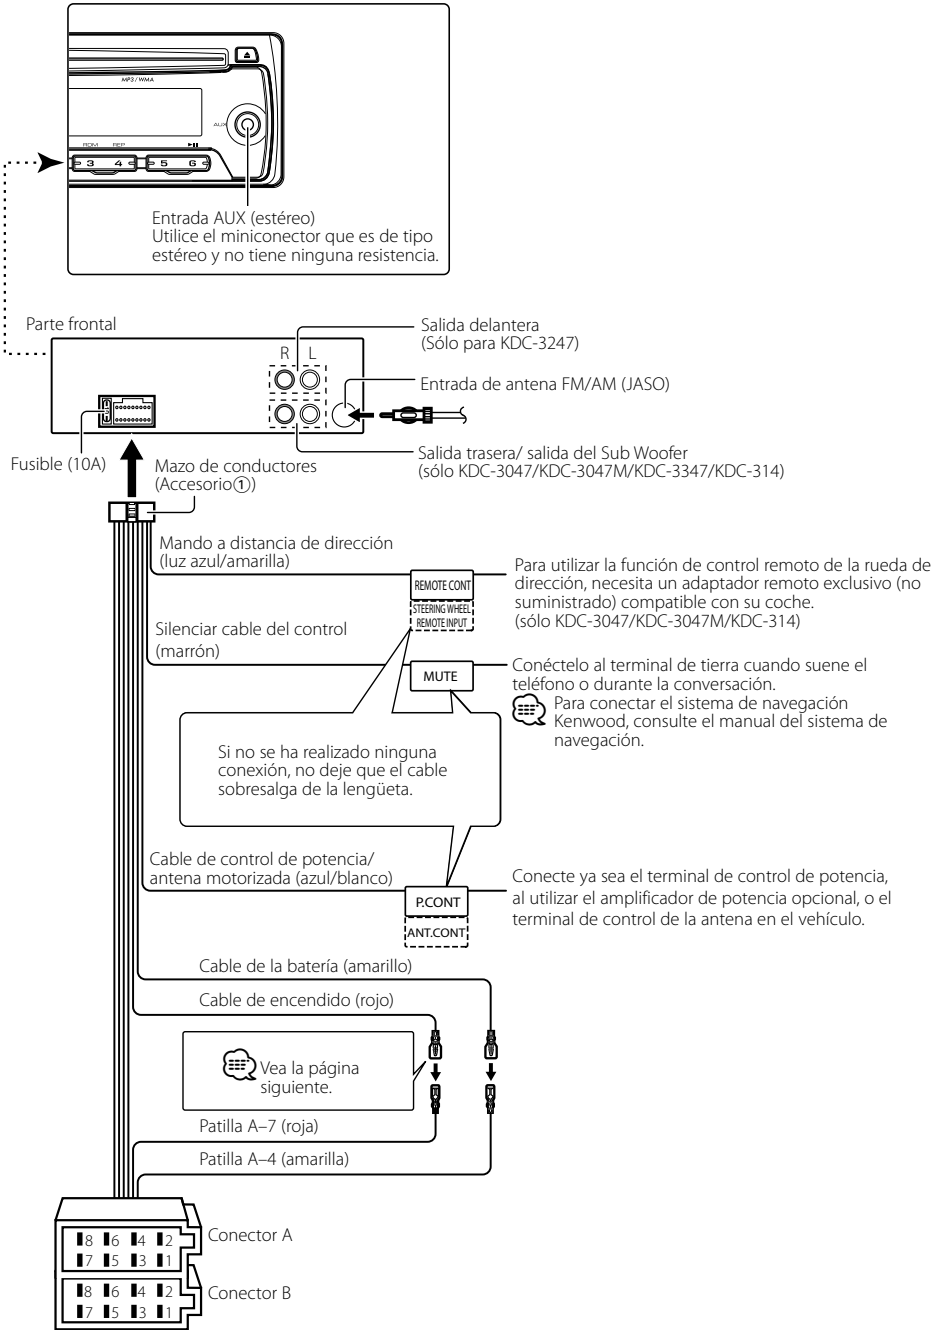 MP3/WMA
AUX
RDM REP ►II
3 4 5 6
Entrada AUX (estéreo)
Utilice el miniconector que es de tipo
estéreo y no tiene ninguna resistencia.
Parte frontal
R L
Salida delantera
(Sólo para KDC-3247)
Entrada de antena FM/AM (JASO)
Salida trasera/ salida del Sub Woofer
(sólo KDC-3047/KDC-3047M/KDC-3347/KDC-314)
Fusible (10A)
Mazo de conductores
(Accesorio①)
Mando a distancia de dirección
(luz azul/amarilla)
REMOTE CONT
STEERING WHEEL
REMOTE INPUT
Para utilizar la función de control remoto de la rueda de
dirección, necesita un adaptador remoto exclusivo (no
suministrado) compatible con su coche.
(sólo KDC-3047/KDC-3047M/KDC-314)
Silenciar cable del control
(marrón)
MUTE
Conéctelo al terminal de tierra cuando suene el
teléfono o durante la conversación.
Para conectar el sistema de navegación
Kenwood, consulte el manual del sistema de
navegación.
Si no se ha realizado ninguna
conexión, no deje que el cable
sobresalga de la lengüeta.
Cable de control de potencia/
antena motorizada (azul/blanco)
P.CONT
ANT.CONT
Conecte ya sea el terminal de control de potencia,
al utilizar el amplificador de potencia opcional, o el
terminal de control de la antena en el vehículo.
Cable de la batería (amarillo)
Cable de encendido (rojo)
Vea la página
siguiente.
Patilla A–7 (roja)
Patilla A–4 (amarilla)
8 6 4 2
7 5 3 1
Conector A
8 6 4 2
7 5 3 1
Conector B